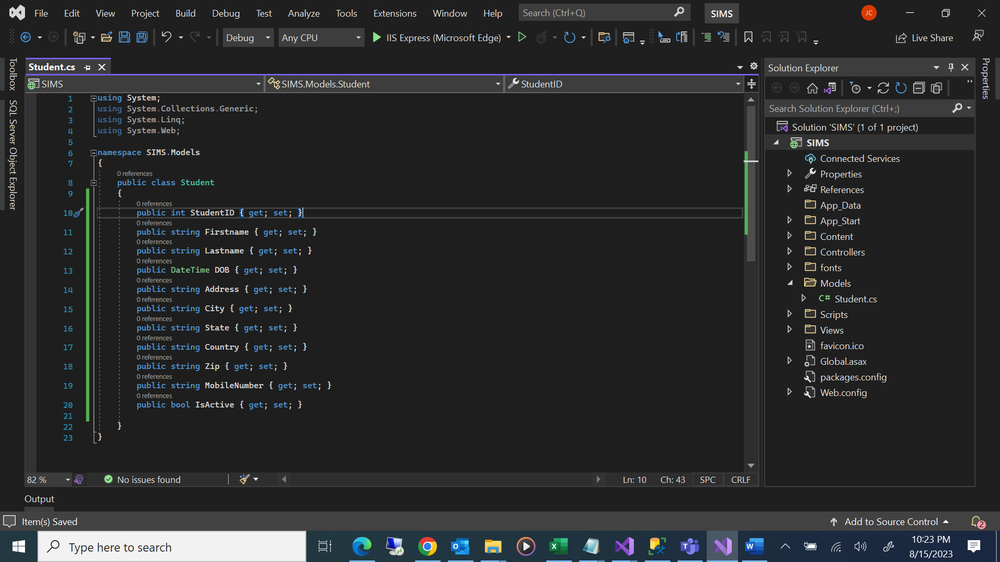 File Edit View Project Build Debug Test Analyze Tools Extensions Window Help Search (Ctrl+Q) SIMS JC
Debug Any CPU IIS Express (Microsoft Edge) Live Share
Toolbox
SQL Server Object Explorer
Student.cs
SIMS SIMS.Models.Student StudentID
1 using System;
2 using System.Collections.Generic;
3 using System.Linq;
4 using System.Web;
5
6 namespace SIMS.Models
7 {
0 references
8 public class Student
9 {
0 references
10 public int StudentID { get; set; }
0 references
11 public string Firstname { get; set; }
0 references
12 public string Lastname { get; set; }
0 references
13 public DateTime DOB { get; set; }
0 references
14 public string Address { get; set; }
0 references
15 public string City { get; set; }
0 references
16 public string State { get; set; }
0 references
17 public string Country { get; set; }
0 references
18 public string Zip { get; set; }
0 references
19 public string MobileNumber { get; set; }
0 references
20 public bool IsActive { get; set; }
21
22 }
23 }
82 % No issues found Ln: 10 Ch: 43 SPC CRLF
Output
Solution Explorer
Search Solution Explorer (Ctrl+;)
Solution 'SIMS' (1 of 1 project)
SIMS
Connected Services
Properties
References
App_Data
App_Start
Content
Controllers
fonts
Models
C# Student.cs
Scripts
Views
favicon.ico
Global.asax
packages.config
Web.config
Properties
Item(s) Saved Add to Source Control 2
Type here to search
10:23 PM
8/15/2023